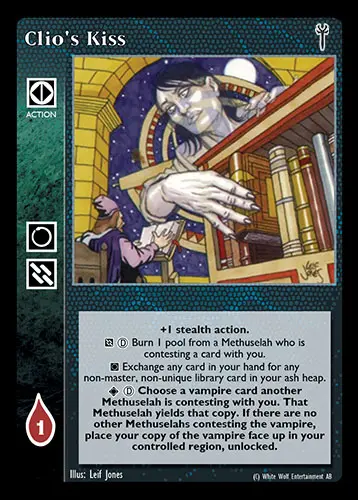 Clio's Kiss
ACTION
+1 stealth action.
Ⓓ Burn 1 pool from a Methuselah who is
contesting a card with you.
Exchange any card in your hand for any
non-master, non-unique library card in your ash heap.
Ⓓ Choose a vampire card another
Methuselah is contesting with you. That
Methuselah yields that copy. If there are no
other Methuselahs contesting the vampire,
place your copy of the vampire face up in your
controlled region, unlocked.
1
Illus: Leif Jones
(C) White Wolf Entertainment AB